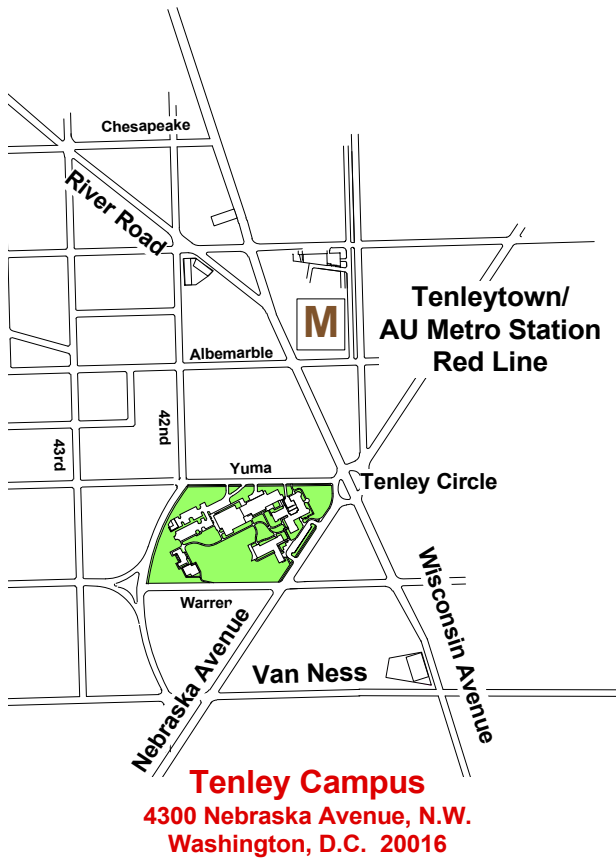 Chesapeake
River Road
M
Tenleytown/
AU Metro Station
Red Line
Albemarble
43rd
42nd
Yuma
Tenley Circle
Warren
Nebraska Avenue
Van Ness
Wisconsin Avenue
Tenley Campus
4300 Nebraska Avenue, N.W.
Washington, D.C. 20016